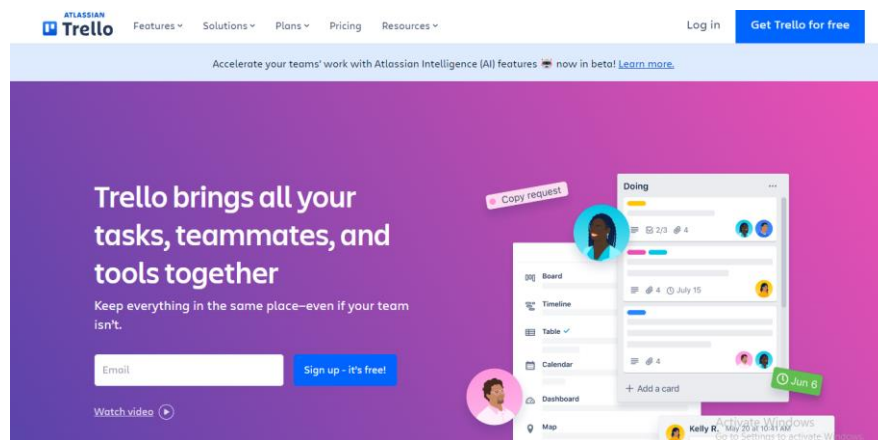 ATLASSIAN
Trello
Features
Solutions
Plans
Pricing
Resources
Log in
Get Trello for free
Accelerate your teams' work with Atlassian Intelligence (AI) features now in beta! Learn more.
Trello brings all your
tasks, teammates, and
tools together
Keep everything in the same place—even if your team
isn't.
Email
Sign up - it's free!
Watch video
Copy request
Doing
2/3 4
4 July 15
4
+ Add a card
Jun 6
Board
Timeline
Table
Calendar
Dashboard
Map
Kelly R. May 20 at 10:41 AM
Activate Windows
Go to Settings to activate Windows.